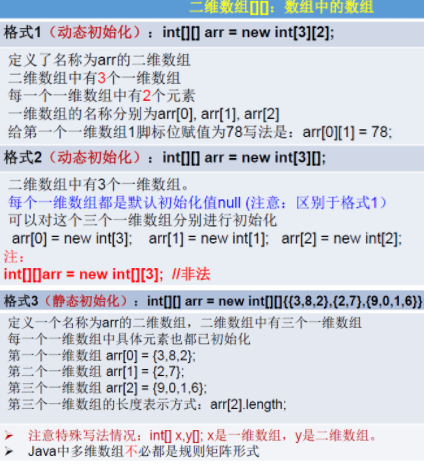 二维数组[][]：数组中的数组
格式1（动态初始化）：int[][] arr = new int[3][2];
定义了名称为arr的二维数组
二维数组中有3个一维数组
每一个一维数组中有2个元素
一维数组的名称分别为arr[0], arr[1], arr[2]
给第一个一维数组1脚标位赋值为78写法是：arr[0][1] = 78;
格式2（动态初始化）：int[][] arr = new int[3][];
二维数组中有3个一维数组。
每个一维数组都是默认初始化值null (注意：区别于格式1）
可以对这个三个一维数组分别进行初始化
arr[0] = new int[3]; arr[1] = new int[1]; arr[2] = new int[2];
注：
int[][]arr = new int[][3]; //非法
格式3（静态初始化）：int[][] arr = new int[][]{{3,8,2},{2,7},{9,0,1,6}};
定义一个名称为arr的二维数组，二维数组中有三个一维数组
每一个一维数组中具体元素也都已初始化
第一个一维数组 arr[0] = {3,8,2};
第二个一维数组 arr[1] = {2,7};
第三个一维数组 arr[2] = {9,0,1,6};
第三个一维数组的长度表示方式：arr[2].length;
➢ 注意特殊写法情况：int[] x,y[]; x是一维数组，y是二维数组。
➢ Java中多维数组不必都是规则矩阵形式